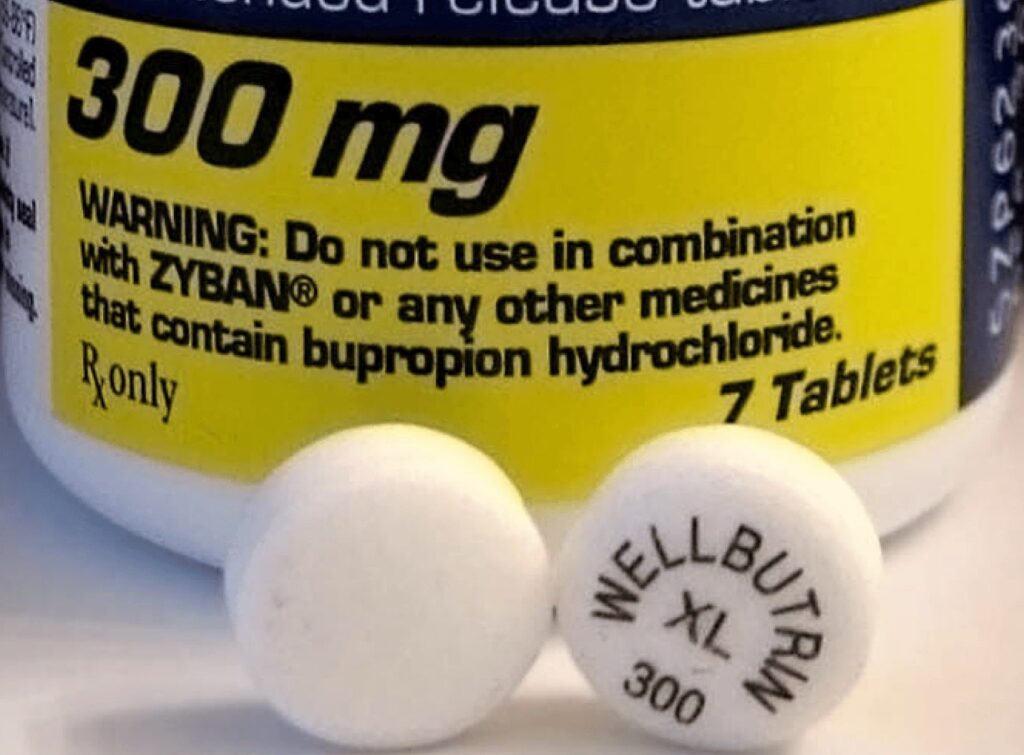 release
300 mg
WARNING: Do not use in combination
with ZYBAN® or any other medicines
that contain bupropion hydrochloride.
Rx only
7 Tablets
WELLBUTRIN
XL
300